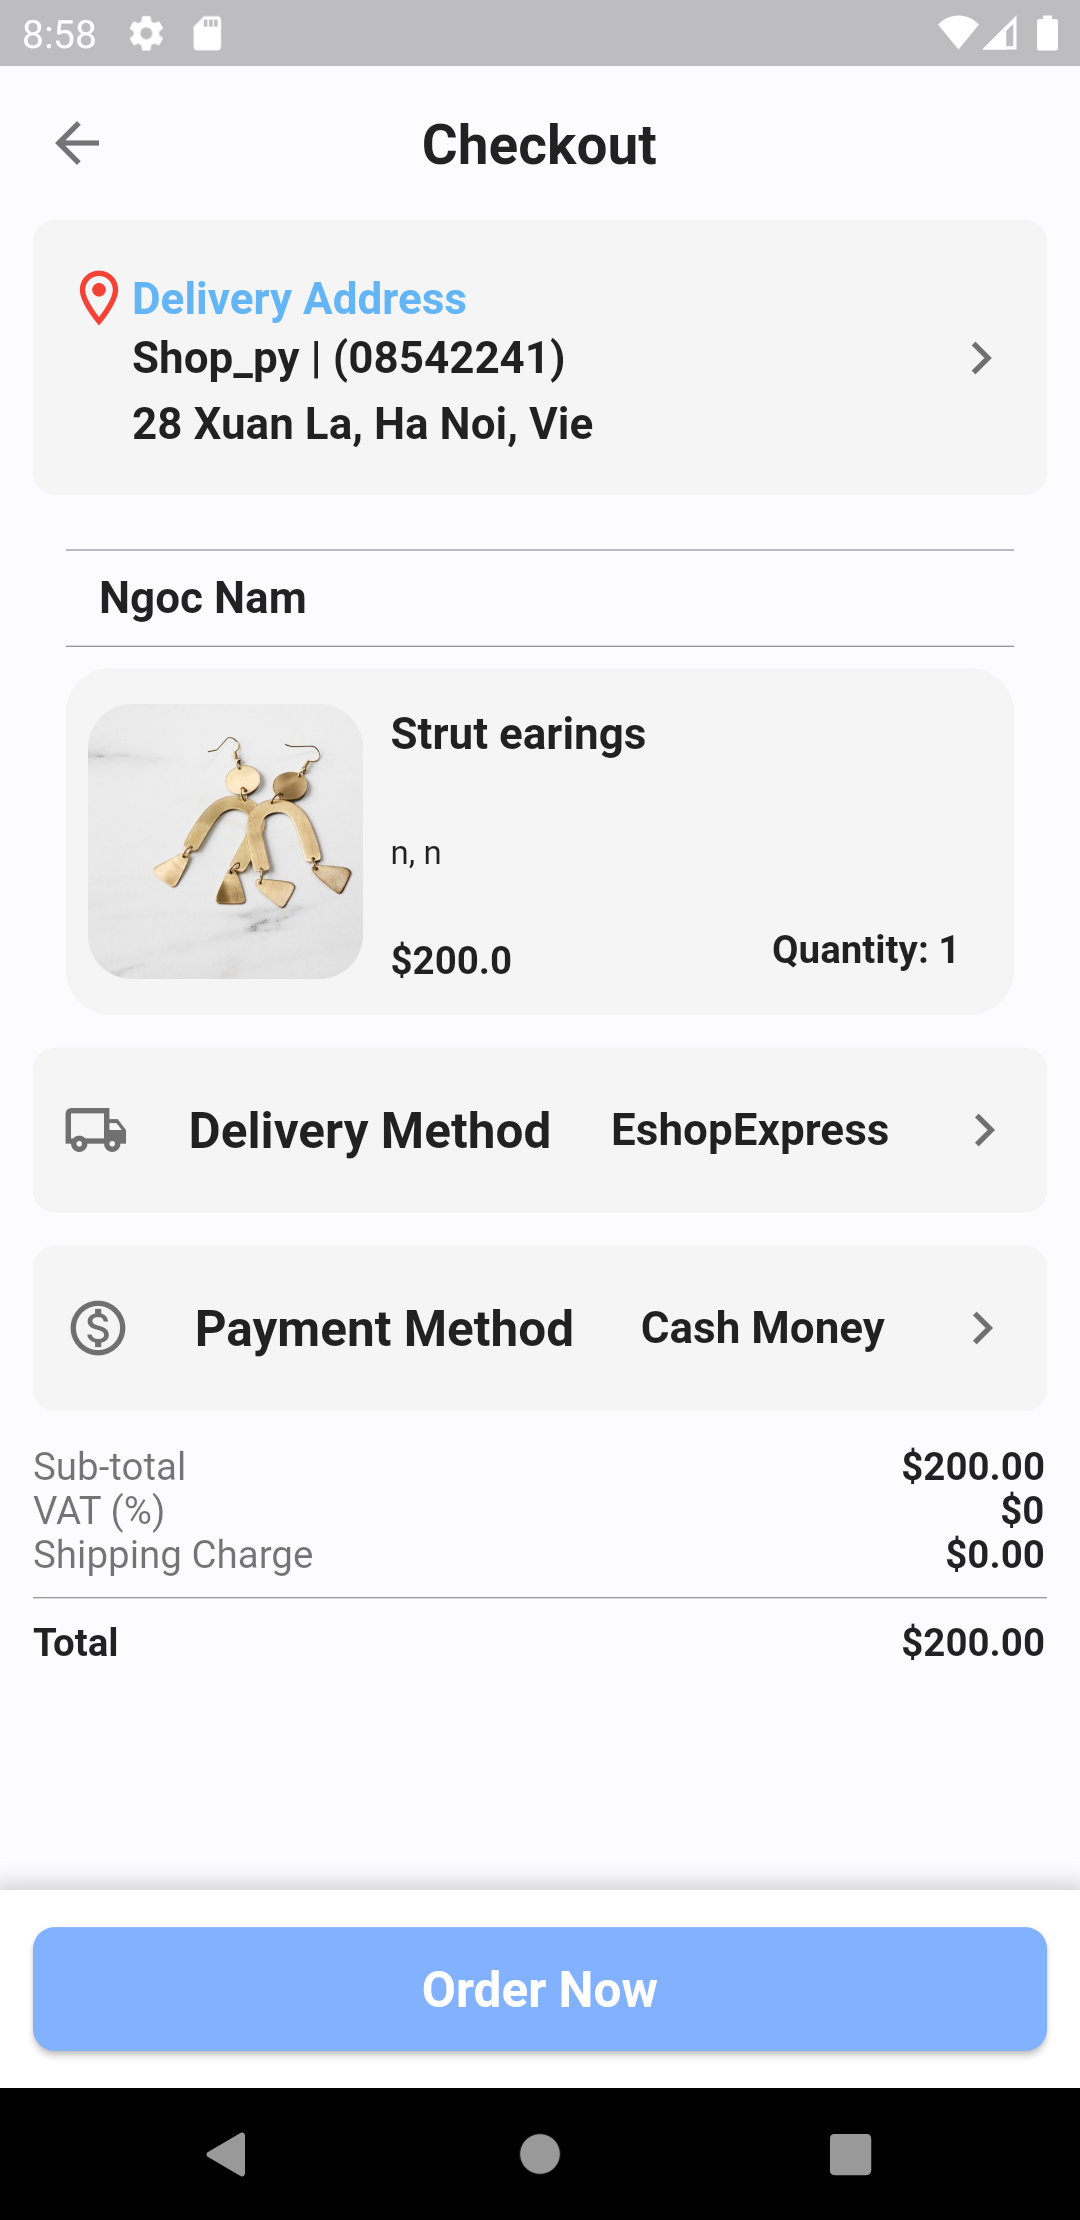 8:58
Checkout
Delivery Address
Shop_py | (08542241)
28 Xuan La, Ha Noi, Vie
Ngoc Nam
Strut earings
n, n
$200.0
Quantity: 1
Delivery Method EshopExpress
Payment Method Cash Money
Sub-total $200.00
VAT (%) $0
Shipping Charge $0.00
Total $200.00
Order Now